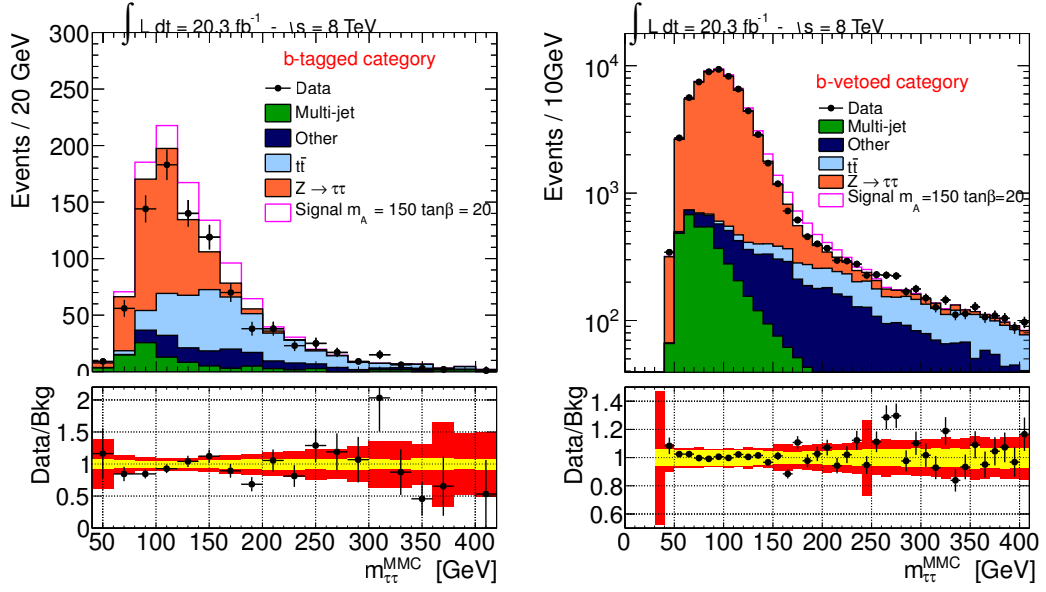 ∫ L dt = 20.3 fb⁻¹ - √s = 8 TeV
Events / 20 GeV
300
250
200
150
100
50
0
b-tagged category
Data
Multi-jet
Other
tt̄
Z → ττ
Signal m_A = 150 tanβ = 20
Data/Bkg
2
1.5
1
0.5
0
50 100 150 200 250 300 350 400
m_ττ^MMC [GeV]
∫ L dt = 20.3 fb⁻¹ - √s = 8 TeV
Events / 10GeV
10⁴
10³
10²
b-vetoed category
Data
Multi-jet
Other
tt̄
Z → ττ
Signal m_A =150 tanβ=20
Data/Bkg
1.4
1.2
1.0
0.8
0.6
0 50 100 150 200 250 300 350 400
m_ττ^MMC [GeV]